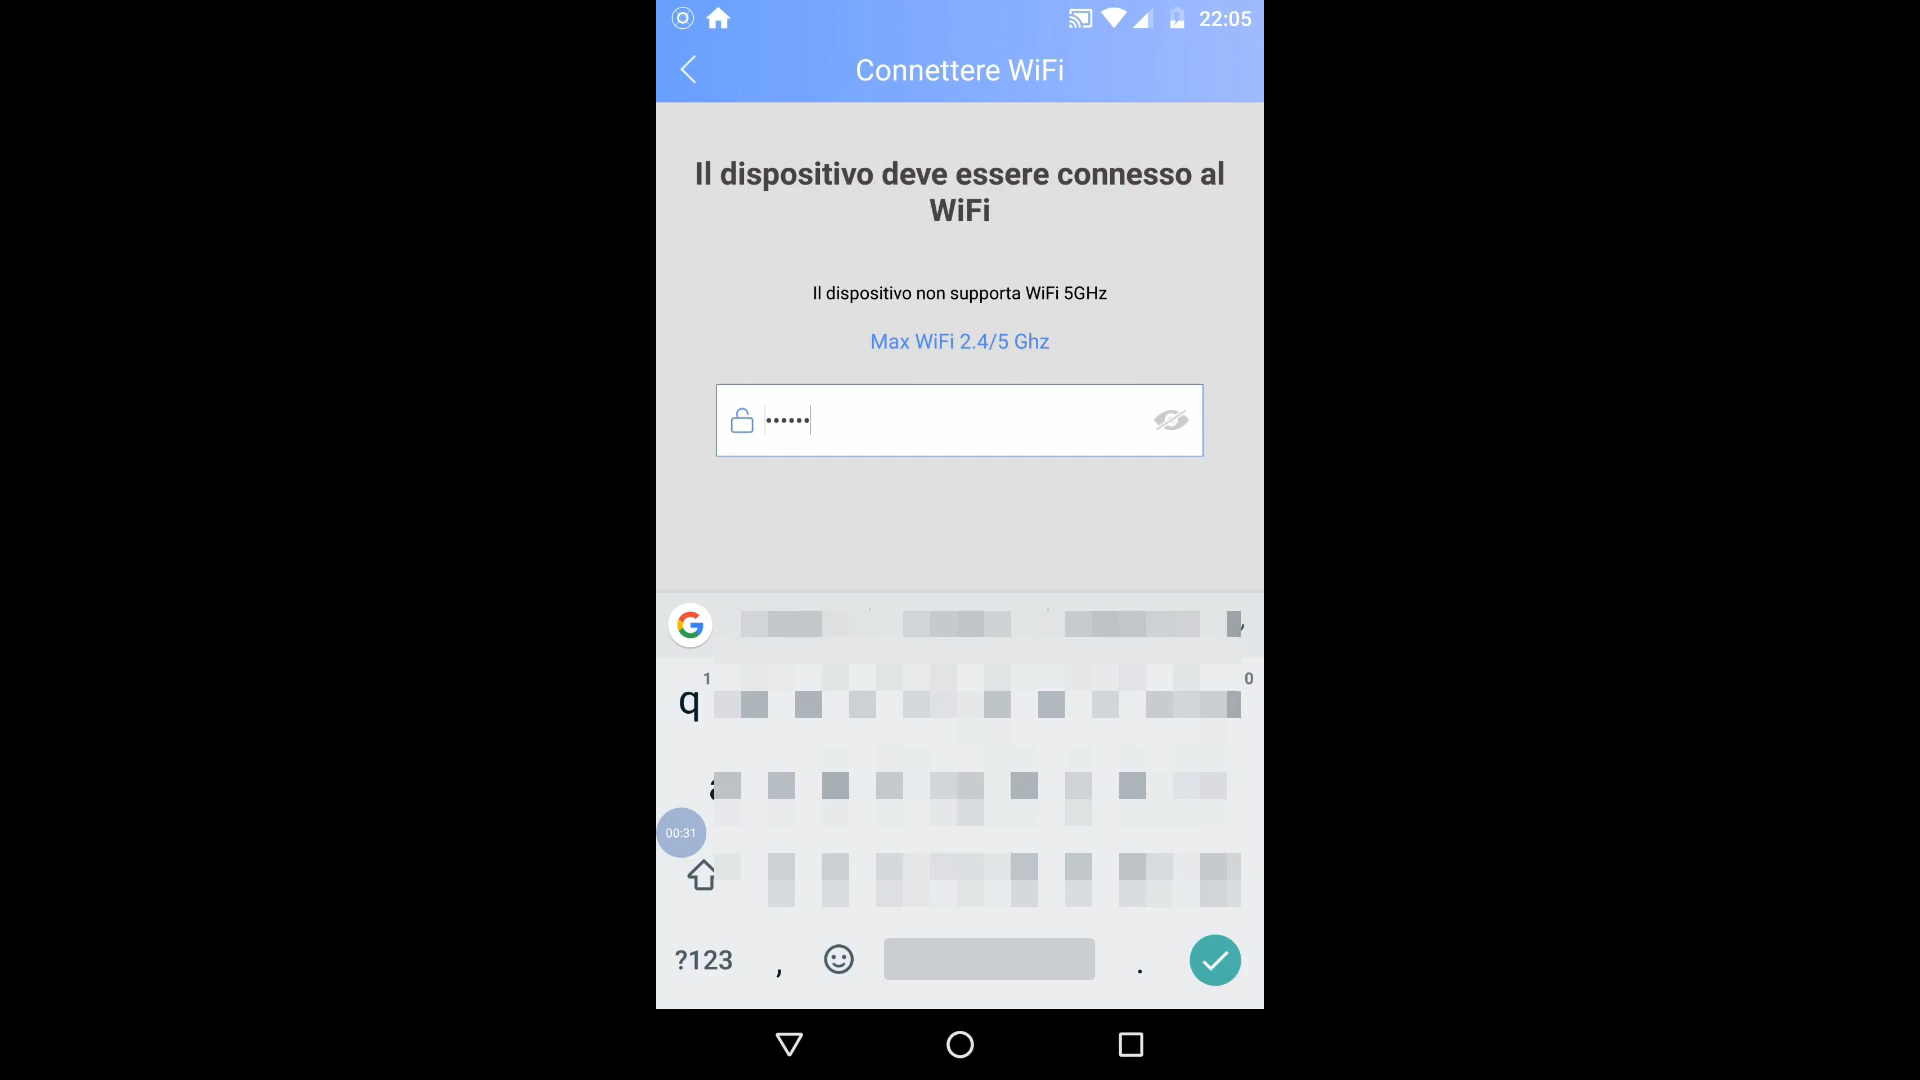 22:05
Connettere WiFi
Il dispositivo deve essere connesso al
WiFi
Il dispositivo non supporta WiFi 5GHz
Max WiFi 2.4/5 Ghz
••••••
G
1 0
q
a
00:31
?123 , .